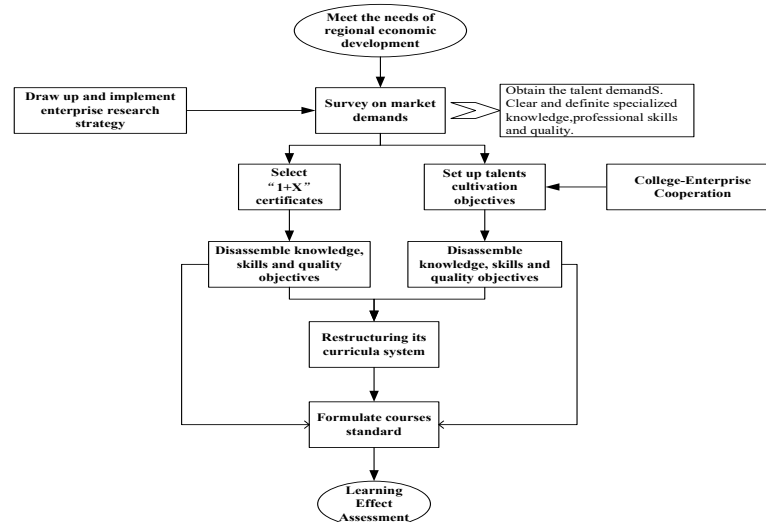 Meet the needs of
regional economic
development
Draw up and implement
enterprise research
strategy
Survey on market
demands
Obtain the talent demandS.
Clear and definite specialized
knowledge,professional skills
and quality.
Select
“1+X”
certificates
Set up talents
cultivation
objectives
College-Enterprise
Cooperation
Disassemble knowledge,
skills and quality
objectives
Disassemble
knowledge, skills and
quality objectives
Restructuring its
curricula system
Formulate courses
standard
Learning
Effect
Assessment